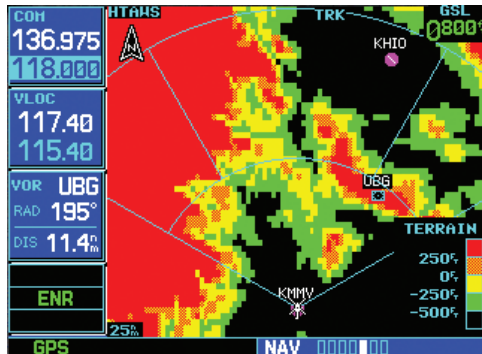 COM
136.975
118.000
VLOC
117.40
115.40
VOR UBG
RAD 195°
DIS 11.4nm
ENR
GPS
HTAWS
N
TRK
GSL
0800FT
KHIO
UBG
KMMV
25nm
TERRAIN
250FT
0FT
-250FT
-500FT
NAV